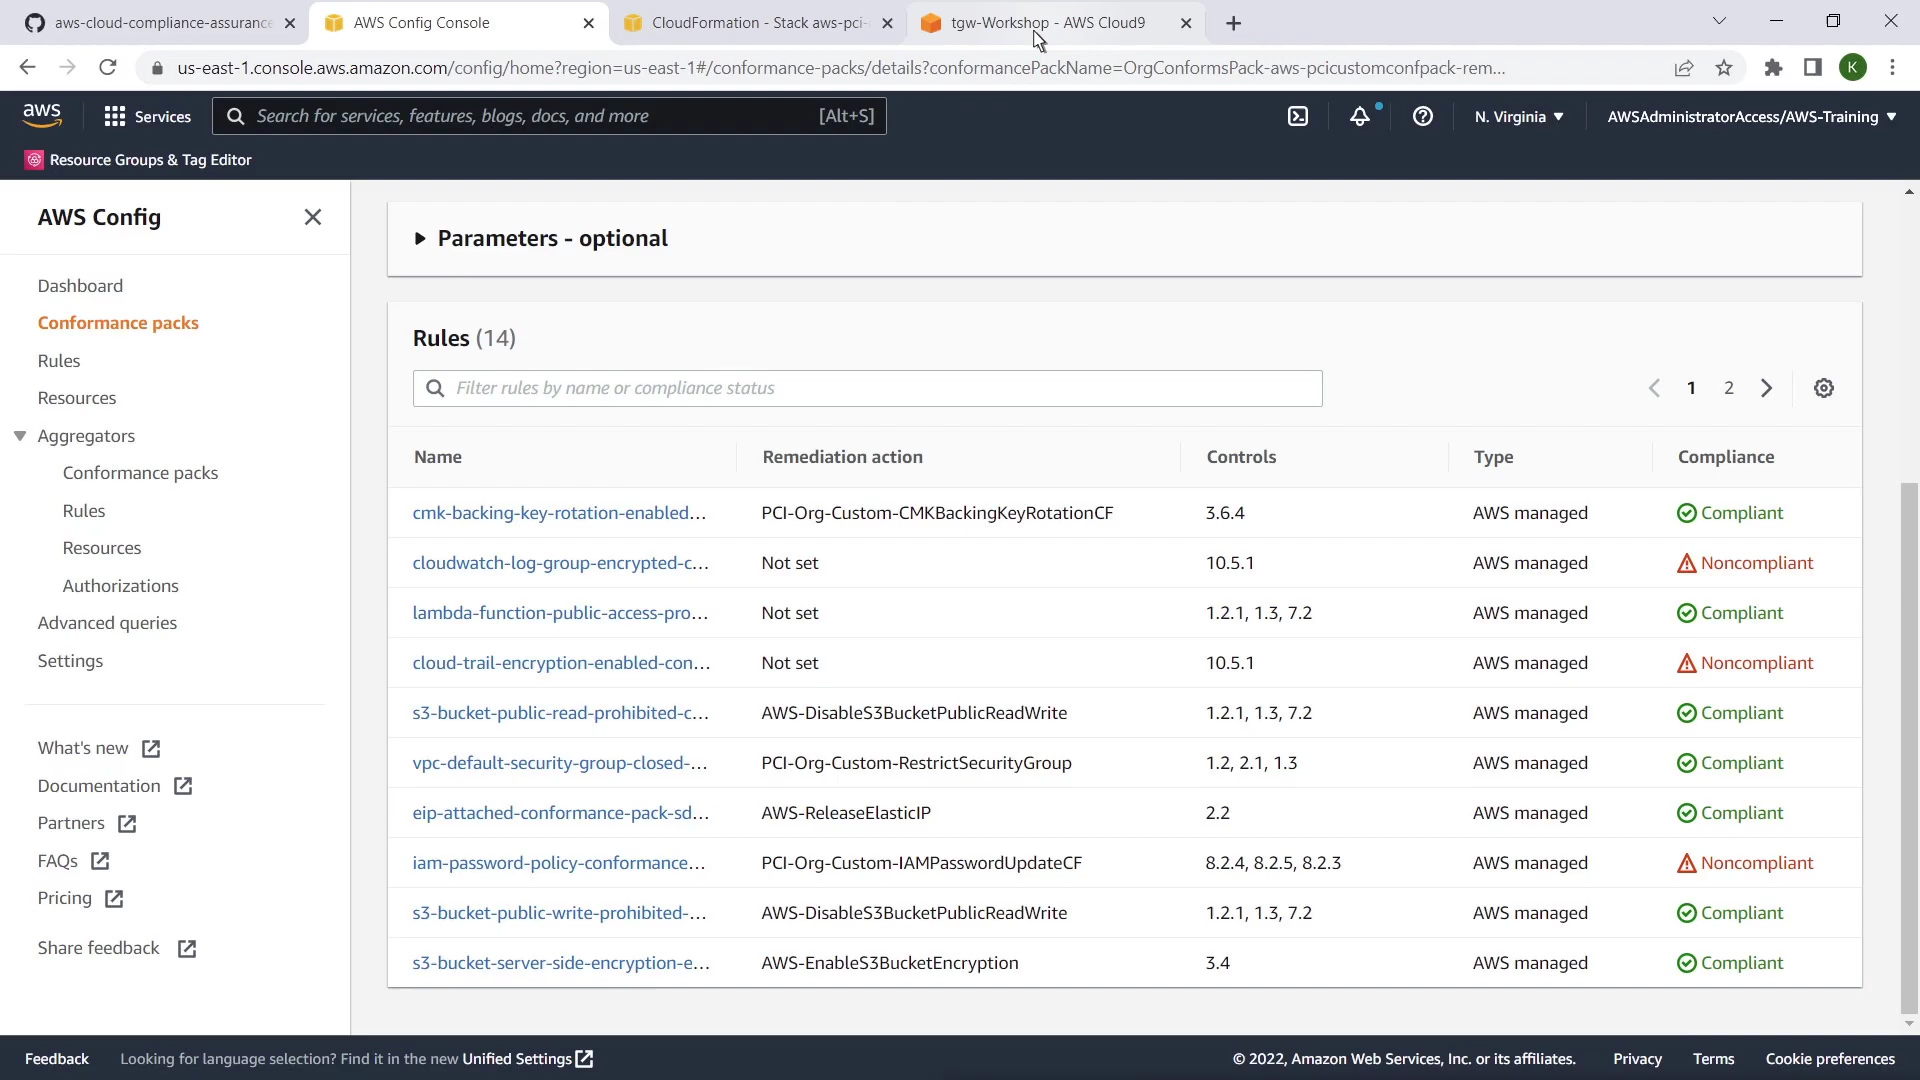 aws-cloud-compliance-assurance
AWS Config Console
CloudFormation - Stack aws-pci-
tgw-Workshop - AWS Cloud9
us-east-1.console.aws.amazon.com/config/home?region=us-east-1#/conformance-packs/details?conformancePackName=OrgConformsPack-aws-pcicustomconfpack-rem...
K
aws
Services
Search for services, features, blogs, docs, and more
[Alt+S]
N. Virginia
AWSAdministratorAccess/AWS-Training
Resource Groups & Tag Editor
AWS Config
Dashboard
Conformance packs
Rules
Resources
Aggregators
Conformance packs
Rules
Resources
Authorizations
Advanced queries
Settings
What's new
Documentation
Partners
FAQs
Pricing
Share feedback
Parameters - optional
Rules (14)
Filter rules by name or compliance status
1 2
Name Remediation action Controls Type Compliance
cmk-backing-key-rotation-enabled... PCI-Org-Custom-CMKBackingKeyRotationCF 3.6.4 AWS managed Compliant
cloudwatch-log-group-encrypted-c... Not set 10.5.1 AWS managed Noncompliant
lambda-function-public-access-pro... Not set 1.2.1, 1.3, 7.2 AWS managed Compliant
cloud-trail-encryption-enabled-con... Not set 10.5.1 AWS managed Noncompliant
s3-bucket-public-read-prohibited-c... AWS-DisableS3BucketPublicReadWrite 1.2.1, 1.3, 7.2 AWS managed Compliant
vpc-default-security-group-closed-... PCI-Org-Custom-RestrictSecurityGroup 1.2, 2.1, 1.3 AWS managed Compliant
eip-attached-conformance-pack-sd... AWS-ReleaseElasticIP 2.2 AWS managed Compliant
iam-password-policy-conformance... PCI-Org-Custom-IAMPasswordUpdateCF 8.2.4, 8.2.5, 8.2.3 AWS managed Noncompliant
s3-bucket-public-write-prohibited-... AWS-DisableS3BucketPublicReadWrite 1.2.1, 1.3, 7.2 AWS managed Compliant
s3-bucket-server-side-encryption-e... AWS-EnableS3BucketEncryption 3.4 AWS managed Compliant
Feedback
Looking for language selection? Find it in the new Unified Settings
© 2022, Amazon Web Services, Inc. or its affiliates.
Privacy
Terms
Cookie preferences